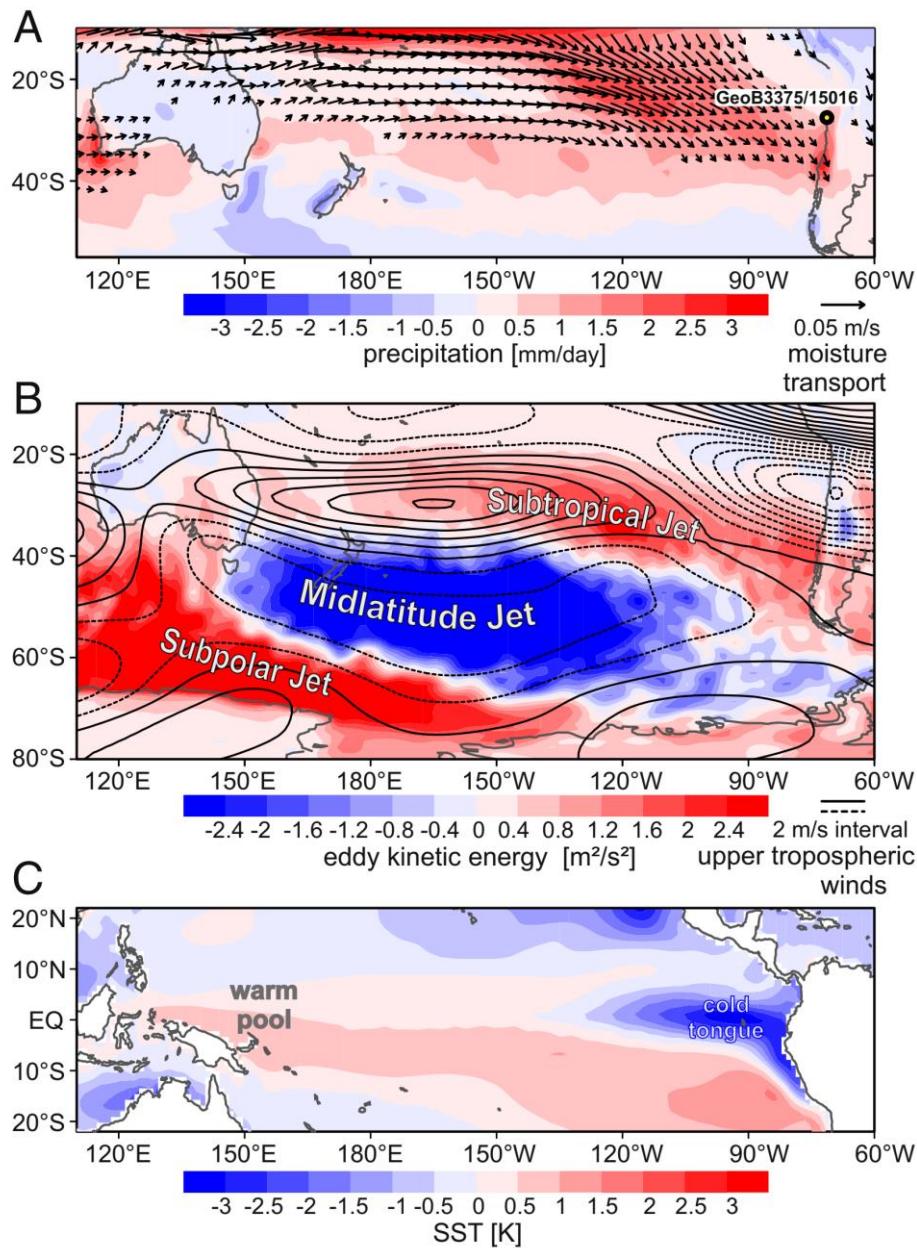 A
20°S
40°S
GeoB3375/15016
120°E 150°E 180°W 150°W 120°W 90°W 60°W
-3 -2.5 -2 -1.5 -1 -0.5 0 0.5 1 1.5 2 2.5 3
precipitation [mm/day]
0.05 m/s
moisture
transport
B
20°S
40°S
60°S
80°S
Subtropical Jet
Midlatitude Jet
Subpolar Jet
120°E 150°E 180°W 150°W 120°W 90°W 60°W
-2.4 -2 -1.6 -1.2 -0.8 -0.4 0 0.4 0.8 1.2 1.6 2 2.4
eddy kinetic energy [m²/s²]
2 m/s interval
upper tropospheric
winds
C
20°N
10°N
EQ
10°S
20°S
warm
pool
cold
tongue
120°E 150°E 180°W 150°W 120°W 90°W 60°W
-3 -2.5 -2 -1.5 -1 -0.5 0 0.5 1 1.5 2 2.5 3
SST [K]